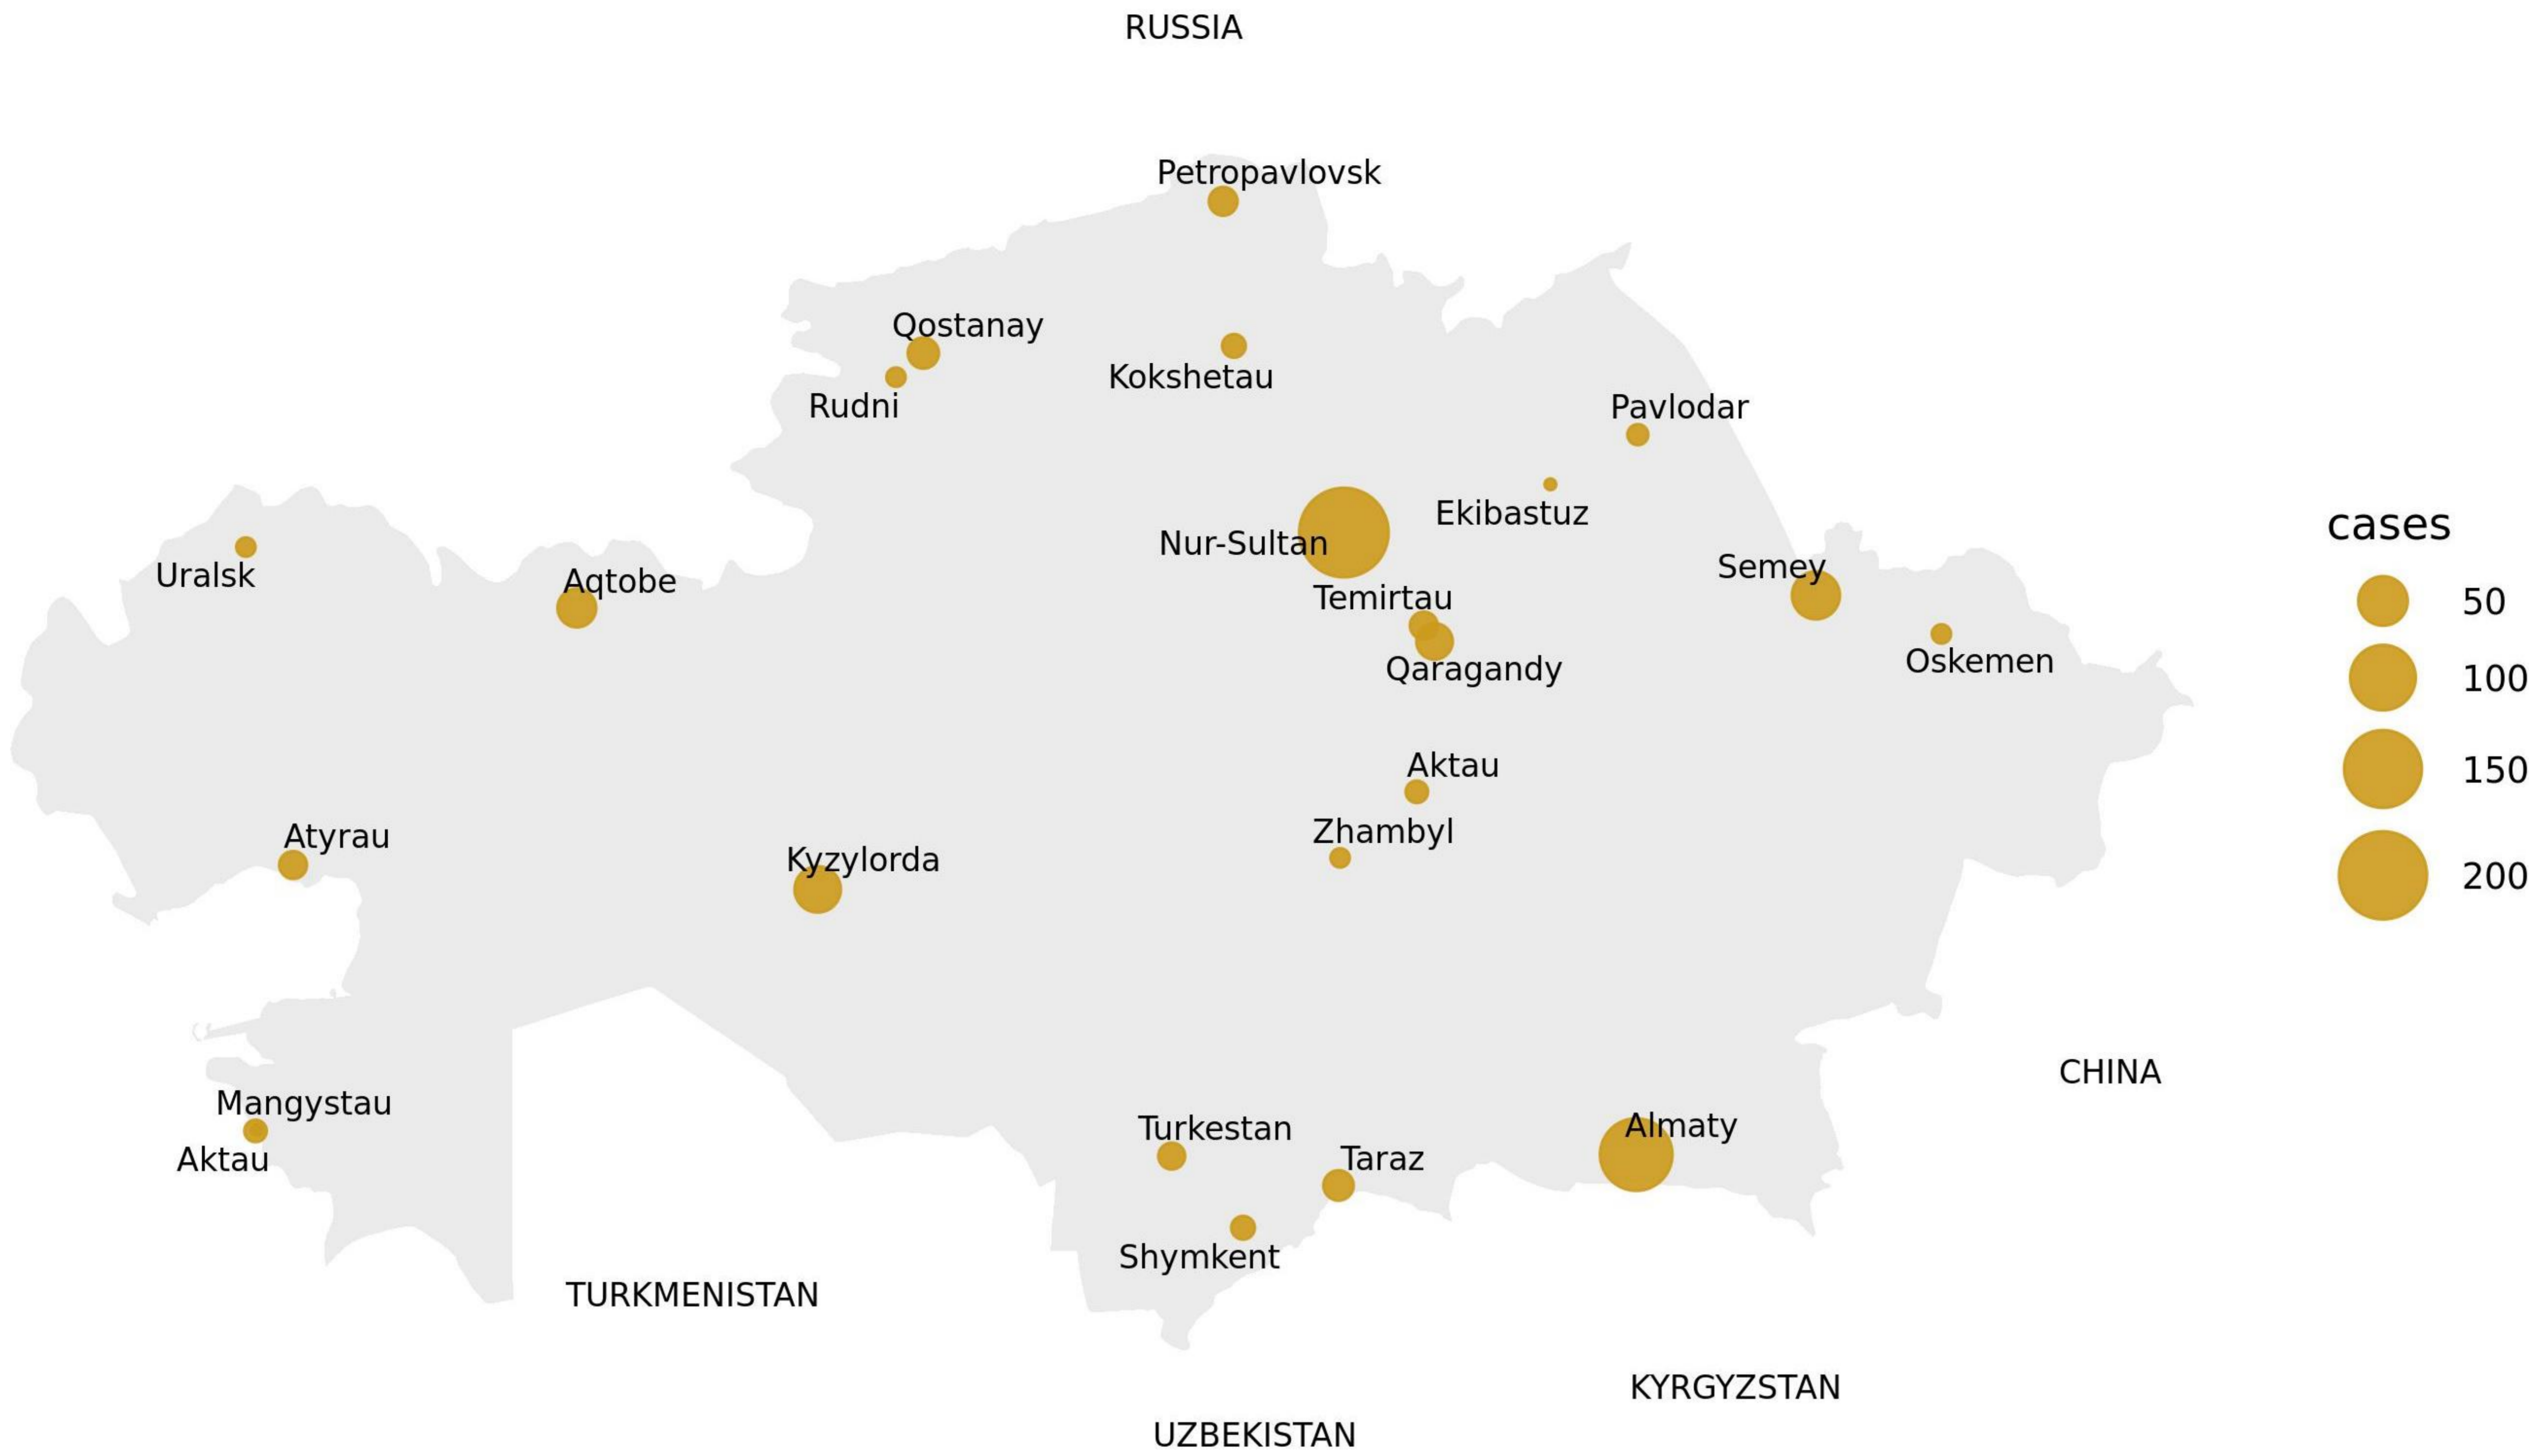 RUSSIA
Petropavlovsk
Qostanay
Kokshetau
Rudni
Pavlodar
Ekibastuz
Nur-Sultan
cases
Semey
Uralsk
Aqtobe
Temirtau
50
Oskemen
Qaragandy
100
Aktau
150
Zhambyl
Atyrau
Kyzylorda
200
CHINA
Mangystau
Almaty
Turkestan
Taraz
Aktau
Shymkent
TURKMENISTAN
KYRGYZSTAN
UZBEKISTAN